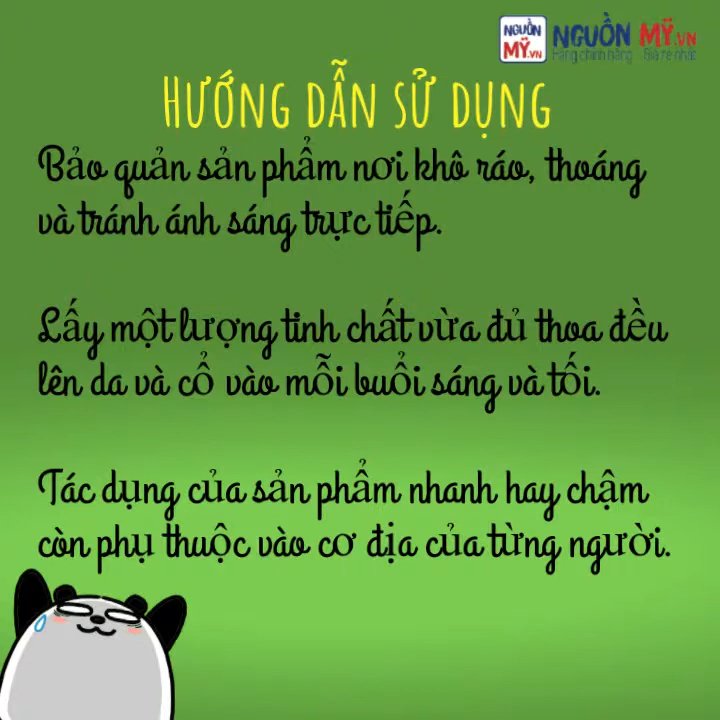 NGUỒN
MỸ.VN
NGUỒN MỸ.VN
Hàng chính hãng Giá rẻ nhất
HƯỚNG DẪN SỬ DỤNG
Bảo quản sản phẩm nơi khô ráo, thoáng
và tránh ánh sáng trực tiếp.
Lấy một lượng tinh chất vừa đủ thoa đều
lên da và cổ vào mỗi buổi sáng và tối.
Tác dụng của sản phẩm nhanh hay chậm
còn phụ thuộc vào cơ địa của từng người.